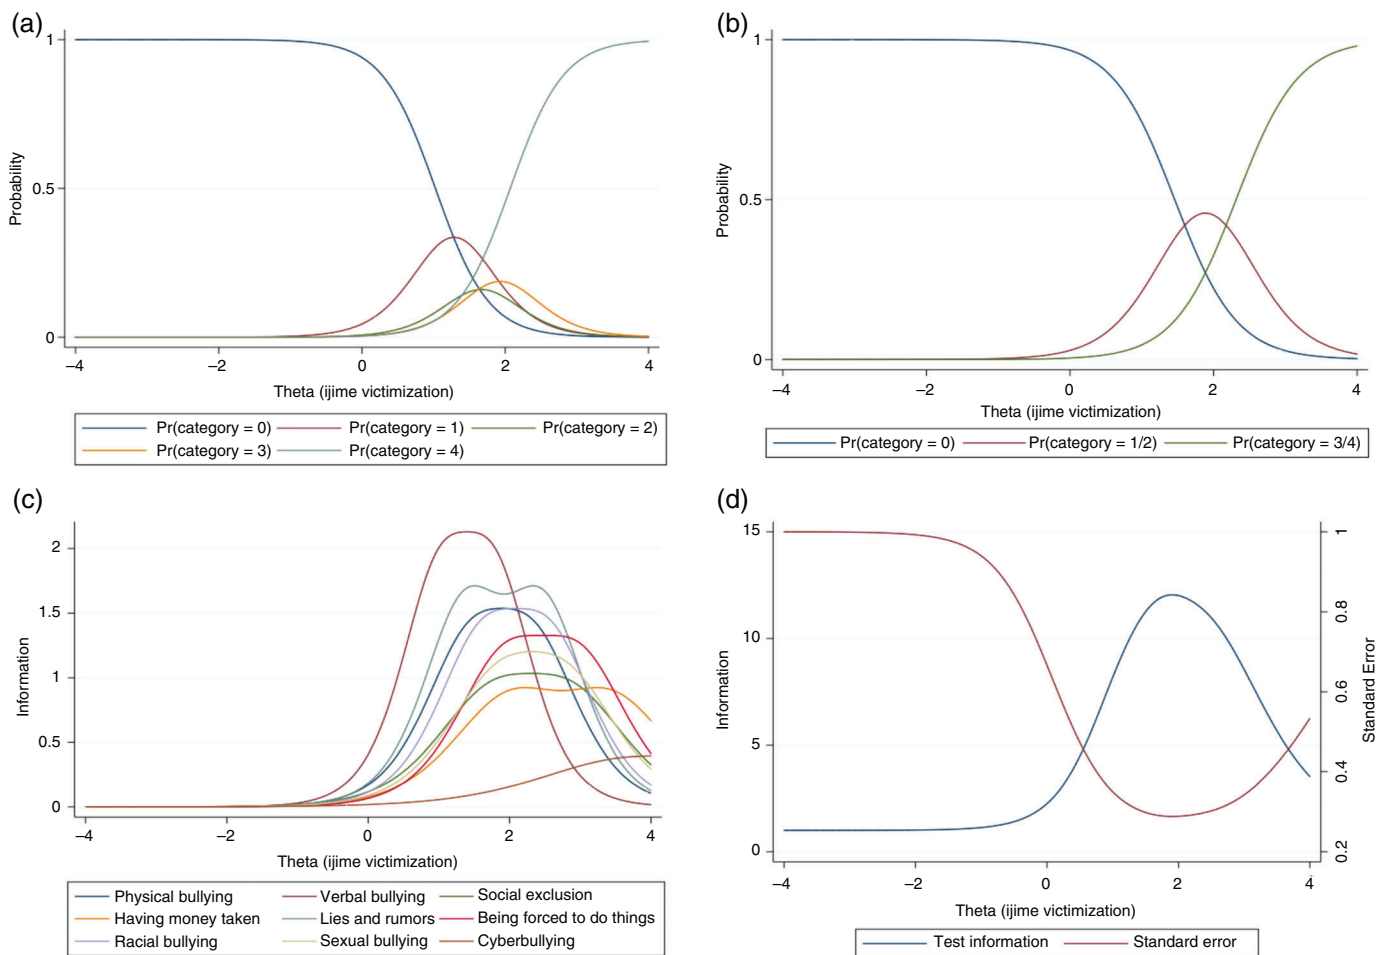 (a)
1
0.5
0
Probability
−4
−2
0
2
4
Theta (ijime victimization)
Pr(category = 0)
Pr(category = 1)
Pr(category = 2)
Pr(category = 3)
Pr(category = 4)
(b)
1
0.5
0
Probability
−4
−2
0
2
4
Theta (ijime victimization)
Pr(category = 0)
Pr(category = 1/2)
Pr(category = 3/4)
(c)
2
1.5
1
0.5
0
Information
−4
−2
0
2
4
Theta (ijime victimization)
Physical bullying
Verbal bullying
Social exclusion
Having money taken
Lies and rumors
Being forced to do things
Racial bullying
Sexual bullying
Cyberbullying
(d)
15
10
5
0
Information
1
0.8
0.6
0.4
0.2
Standard Error
−4
−2
0
2
4
Theta (ijime victimization)
Test information
Standard error